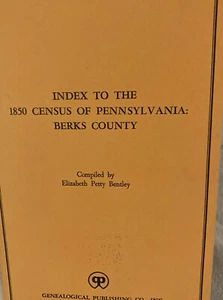 INDEX TO THE
1850 CENSUS OF PENNSYLVANIA:
BERKS COUNTY
Compiled by
Elizabeth Petty Bentley
GENEALOGICAL PUBLISHING CO., INC.